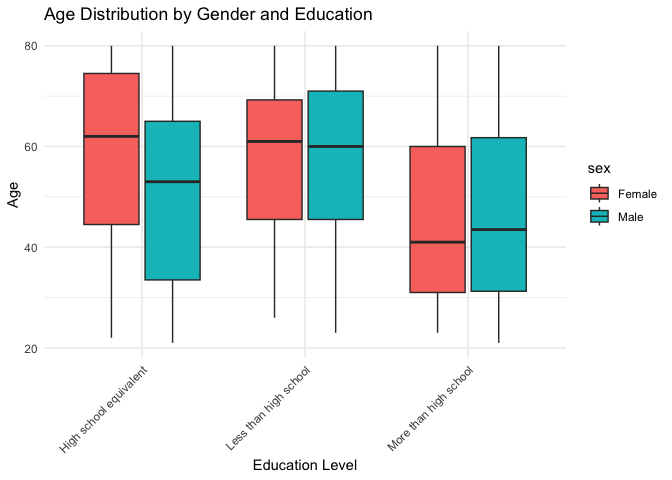 Age Distribution by Gender and Education
80
60
40
20
Age
High school equivalent
Less than high school
More than high school
Education Level
sex
Female
Male